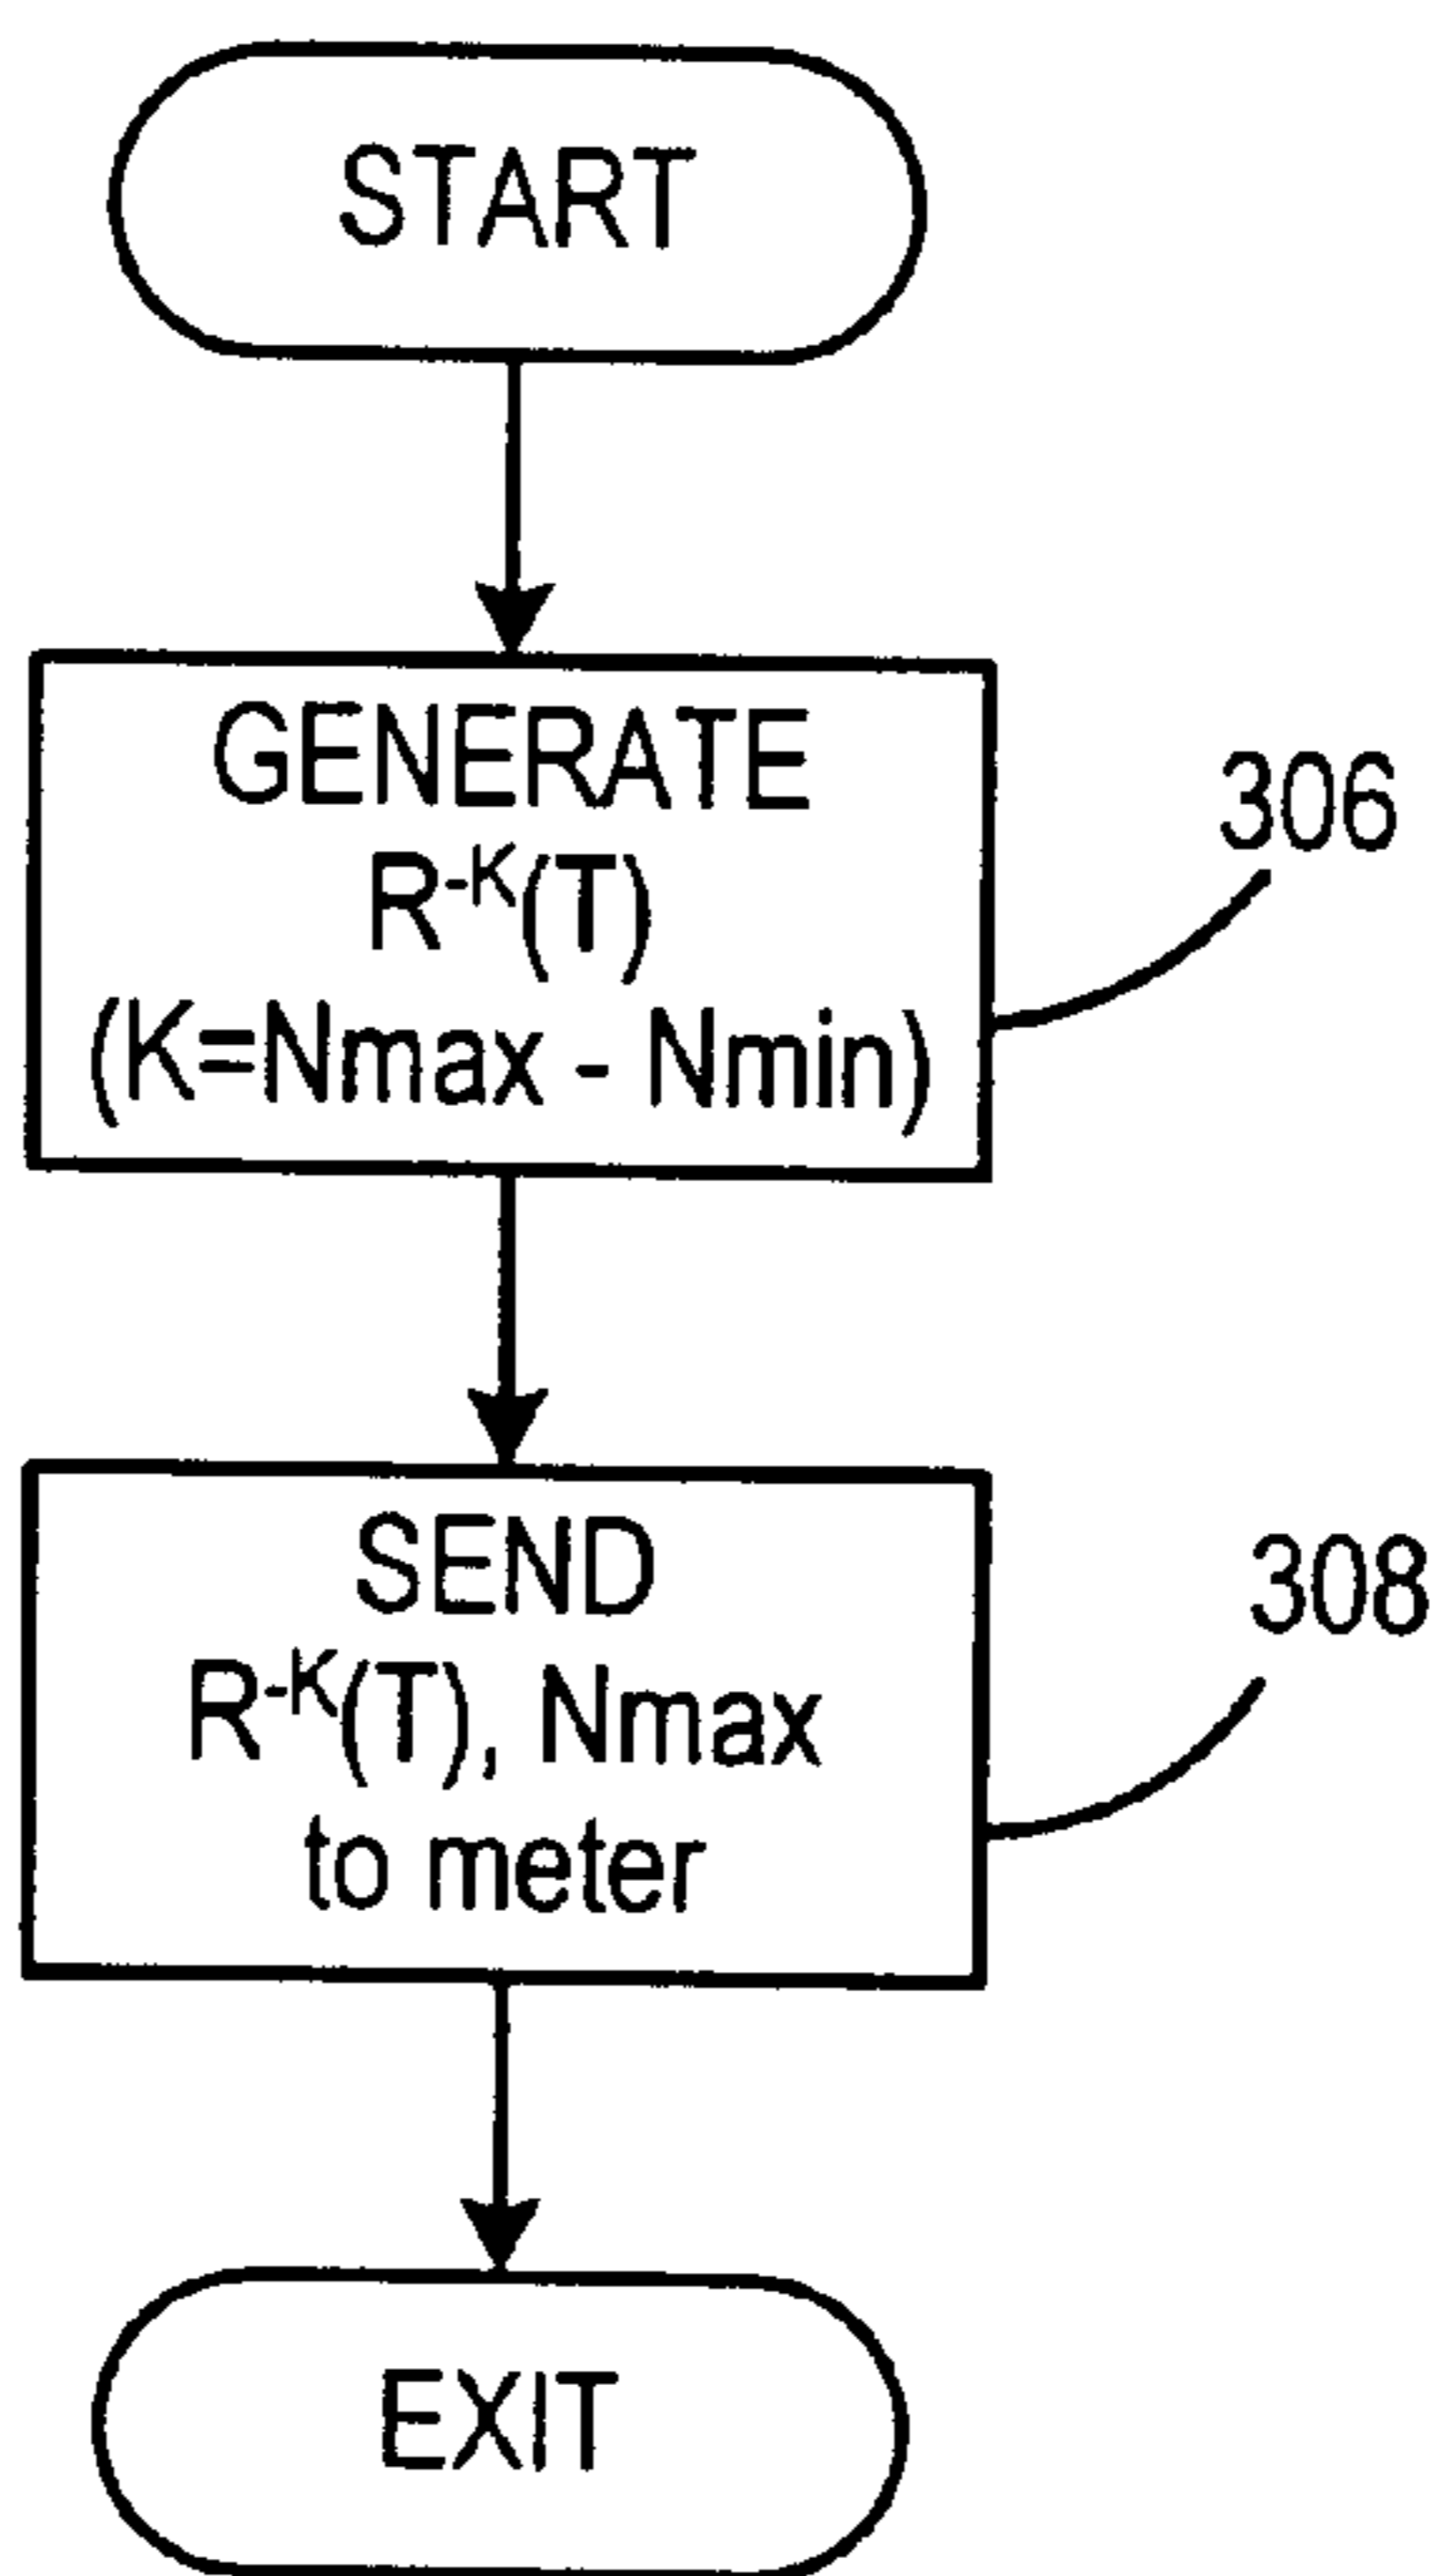 START
GENERATE
R⁻ᴷ(T)
(K=Nmax - Nmin)
306
SEND
R⁻ᴷ(T), Nmax
to meter
308
EXIT